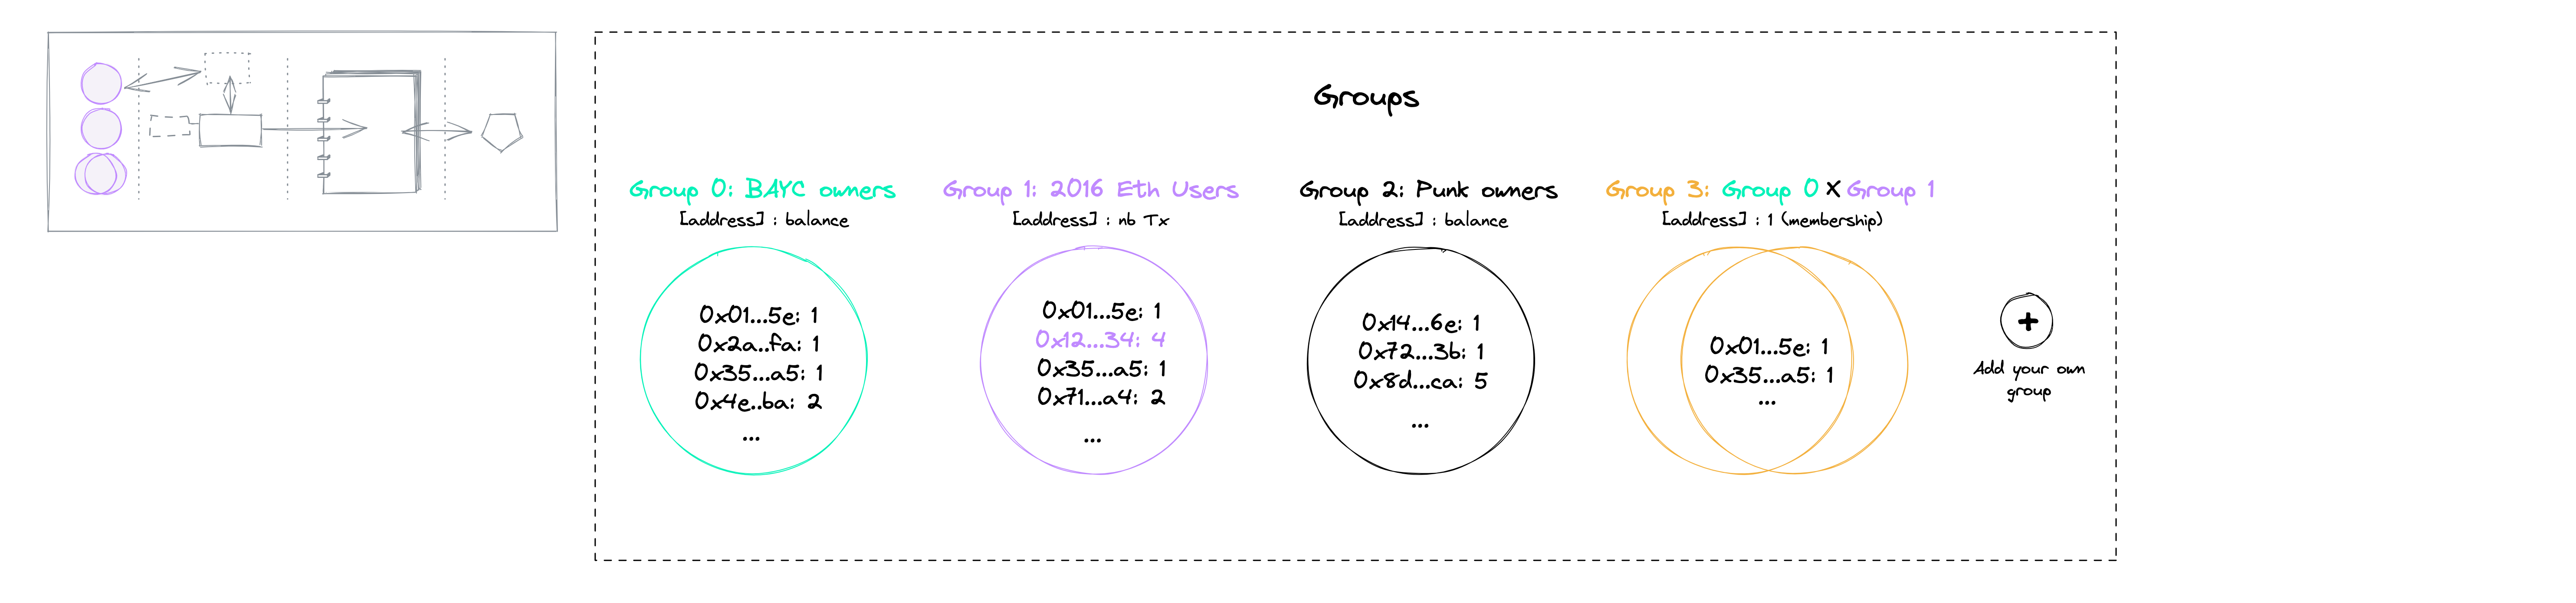 Groups
Group 0: BAYC owners
[address] : balance
0x01...5e: 1
0x2a..fa: 1
0x35...a5: 1
0x4e..ba: 2
...
Group 1: 2016 Eth Users
[address] : nb Tx
0x01...5e: 1
0x12...34: 4
0x35...a5: 1
0x71...a4: 2
...
Group 2: Punk owners
[address] : balance
0x14...6e: 1
0x72...3b: 1
0x8d...ca: 5
...
Group 3: Group 0 X Group 1
[address] : 1 (membership)
0x01...5e: 1
0x35...a5: 1
...
+
Add your own
group